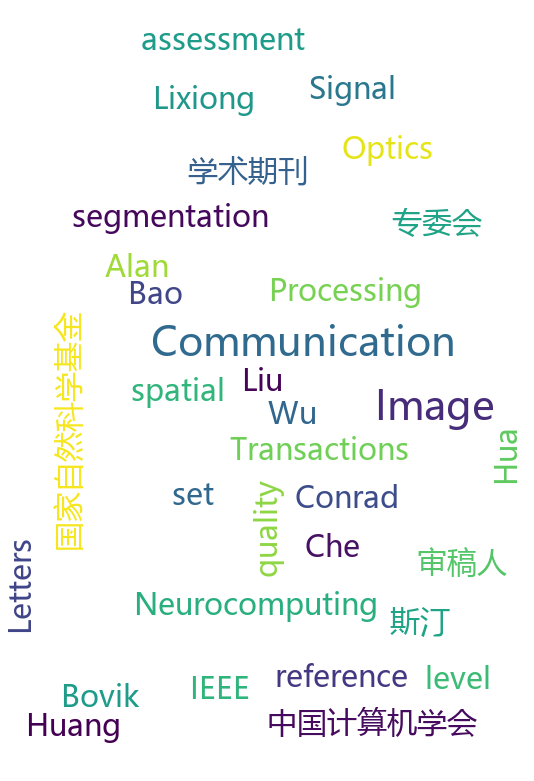 assessment
Lixiong
Signal
Optics
学术期刊
segmentation
专委会
Alan
Bao
Processing
Communication
国家自然科学基金
spatial
Liu
Wu
Image
Transactions
Hua
set
quality
Conrad
Che
审稿人
Letters
Neurocomputing
斯汀
reference
level
IEEE
Bovik
Huang
中国计算机学会